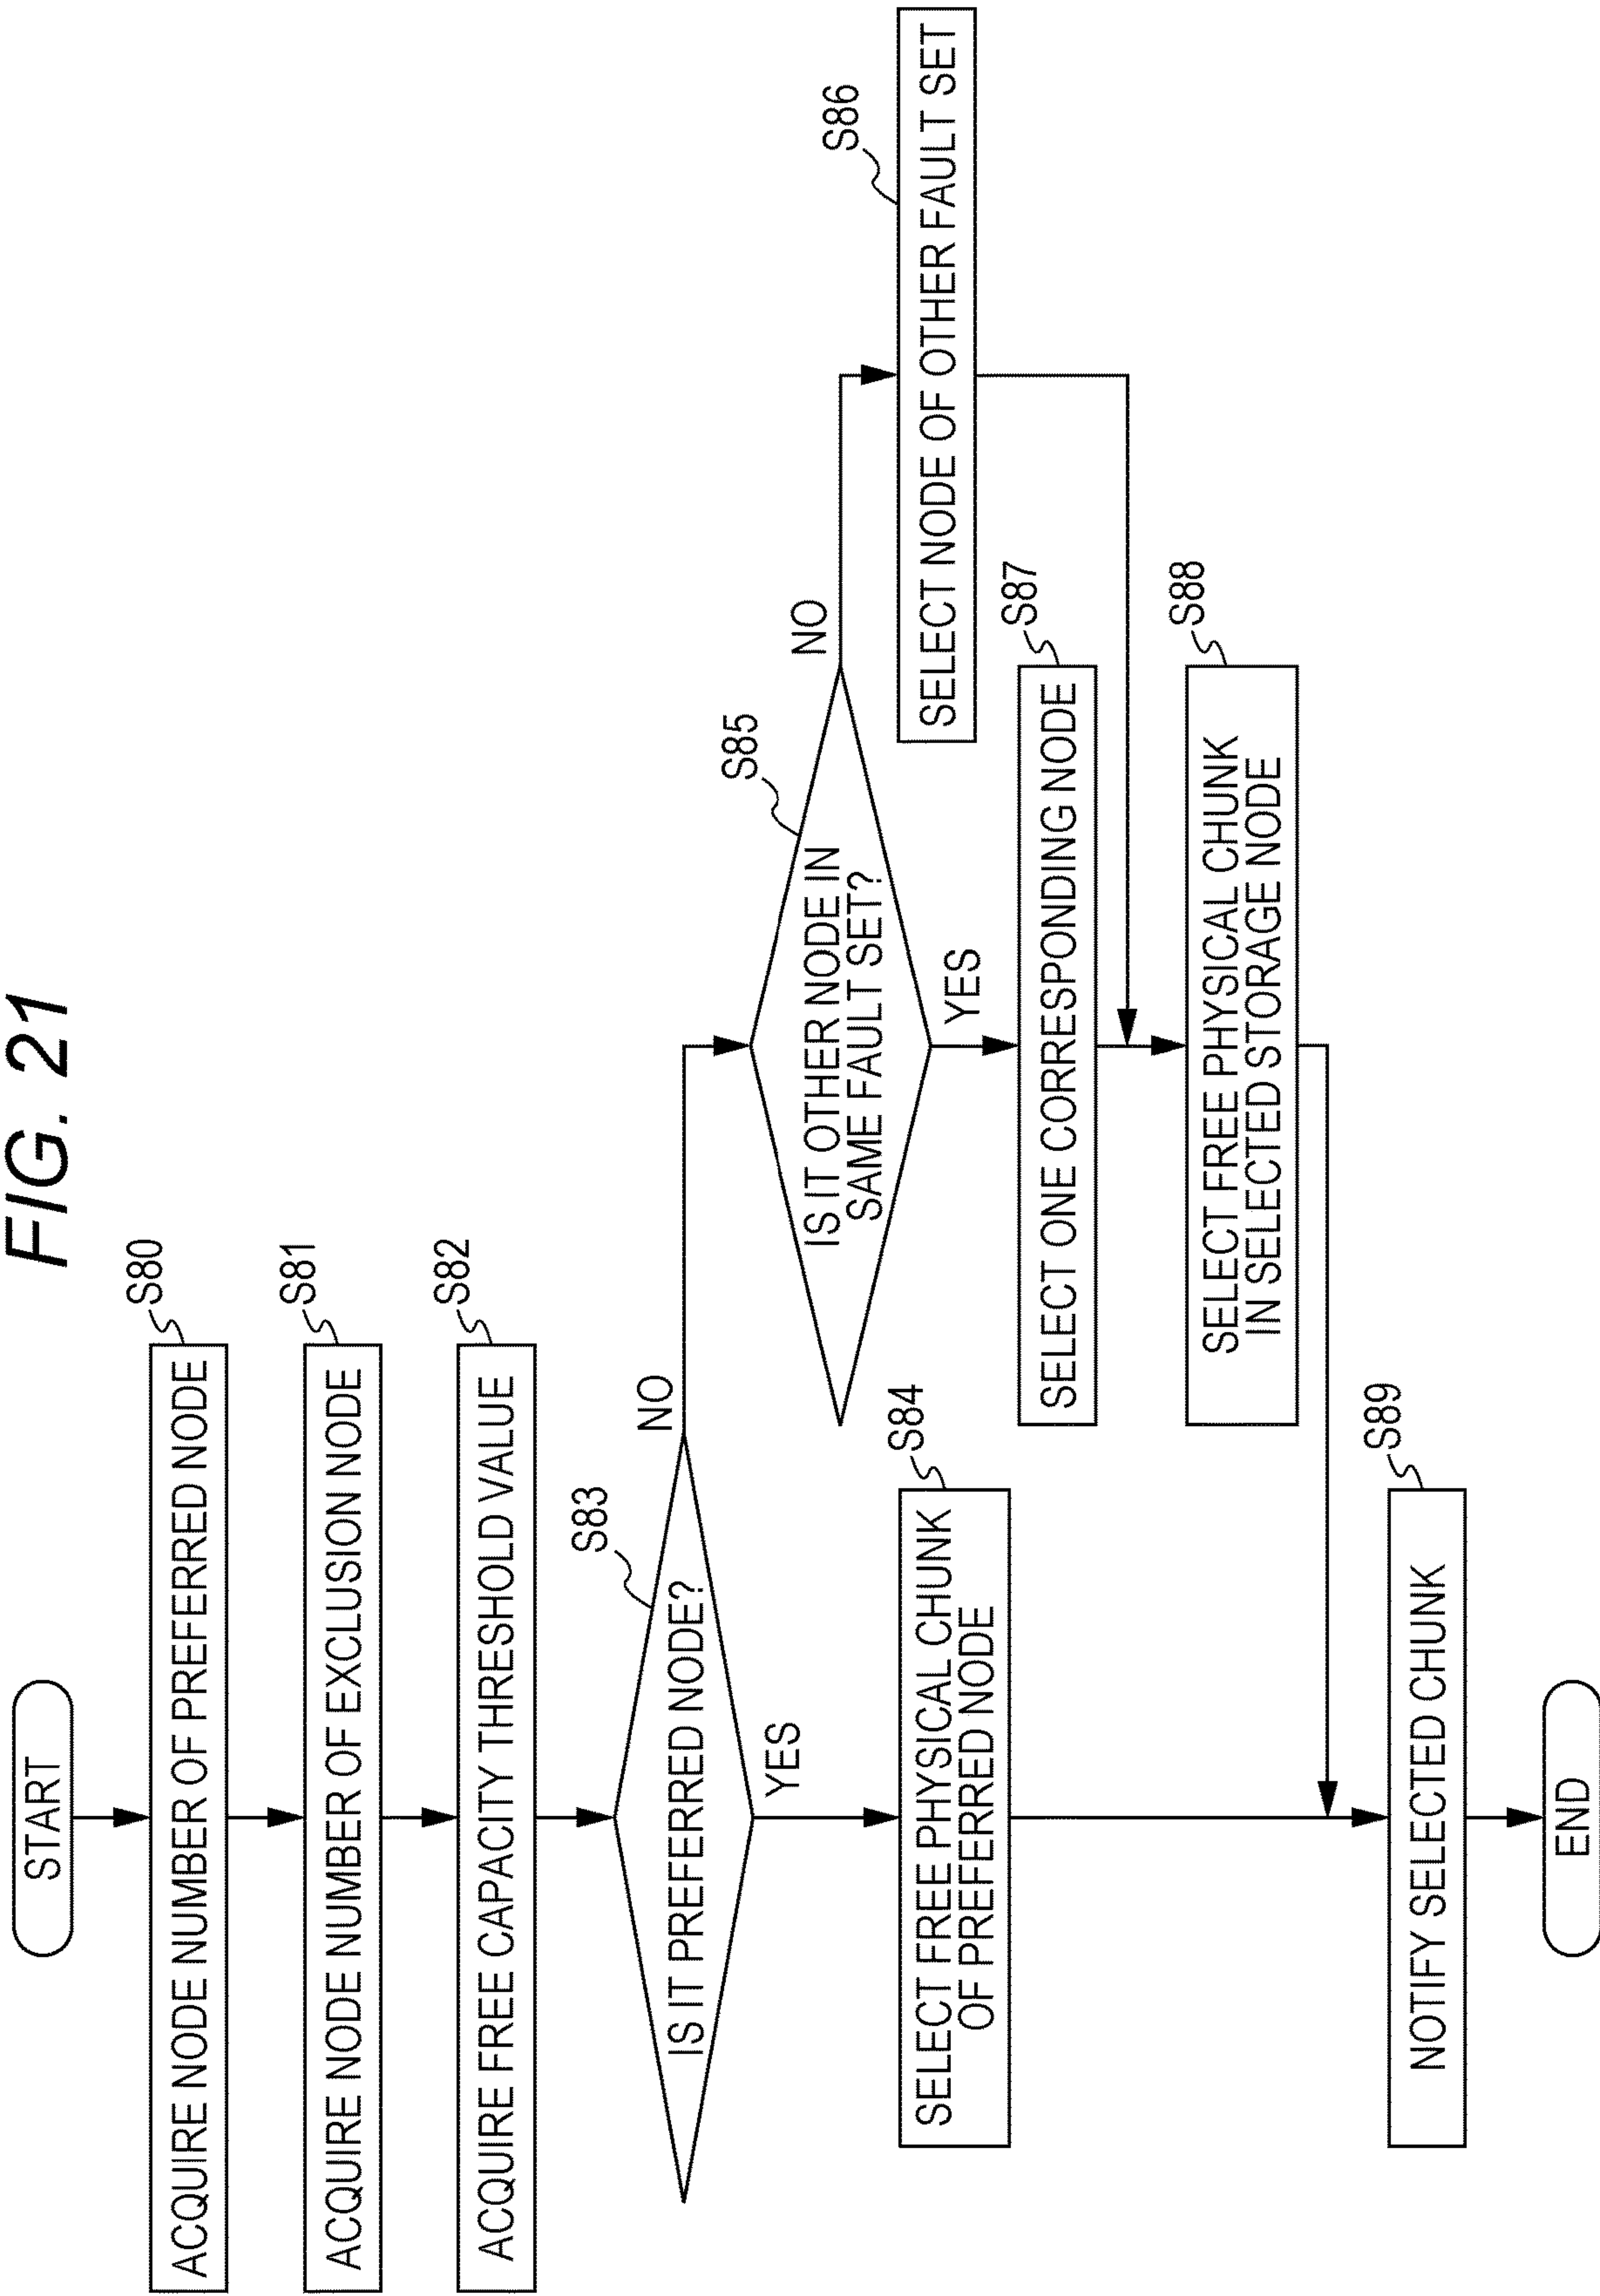 FIG. 21
START
S80
ACQUIRE NODE NUMBER OF PREFERRED NODE
S81
ACQUIRE NODE NUMBER OF EXCLUSION NODE
S82
ACQUIRE FREE CAPACITY THRESHOLD VALUE
S83
IS IT PREFERRED NODE?
NO
YES
S84
SELECT FREE PHYSICAL CHUNK
OF PREFERRED NODE
S85
IS IT OTHER NODE IN
SAME FAULT SET?
NO
YES
S86
SELECT NODE OF OTHER FAULT SET
S87
SELECT ONE CORRESPONDING NODE
S88
SELECT FREE PHYSICAL CHUNK
IN SELECTED STORAGE NODE
S89
NOTIFY SELECTED CHUNK
END